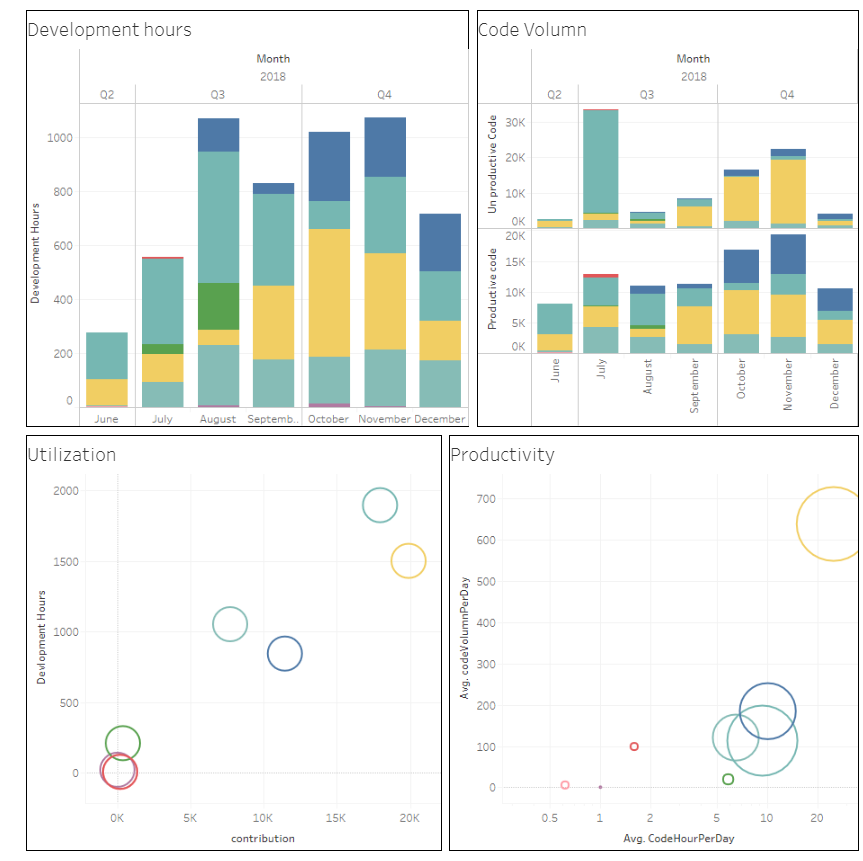 Development hours
Month
2018
Q2 Q3 Q4
Development Hours
1000
800
600
400
200
0
June July August Septemb.. October November December
Code Volumn
Month
2018
Q2 Q3 Q4
Un productive Code
30K
20K
10K
0K
Productive code
20K
15K
10K
5K
0K
June July August September October November December
Utilization
Devlopment Hours
2000
1500
1000
500
0
0K 5K 10K 15K 20K
contribution
Productivity
Avg. codeVolumnPerDay
700
600
500
400
300
200
100
0
0.5 1 2 5 10 20
Avg. CodeHourPerDay